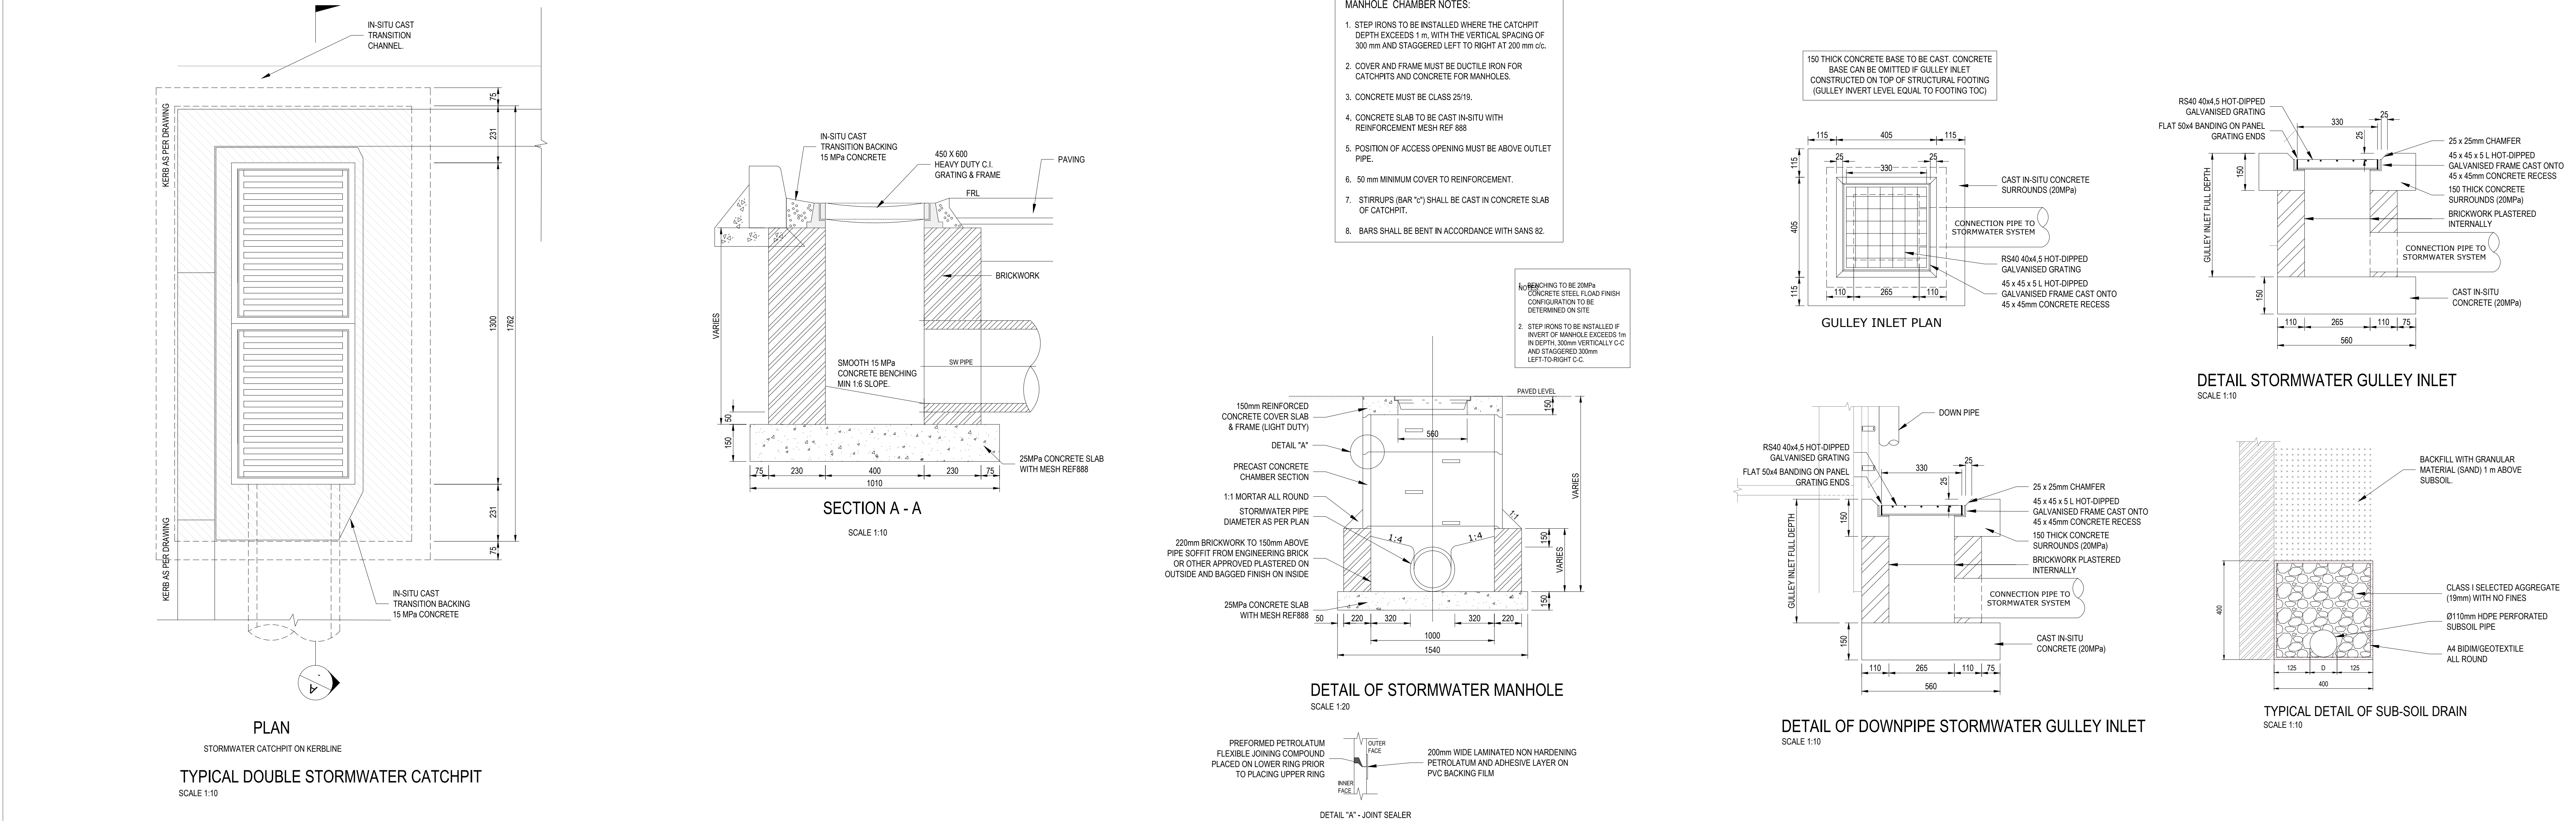 IN-SITU CAST
TRANSITION
CHANNEL.
KERB AS PER DRAWING
KERB AS PER DRAWING
75
231
1300
1762
231
75
IN-SITU CAST
TRANSITION BACKING
15 MPa CONCRETE
A
PLAN
STORMWATER CATCHPIT ON KERBLINE
TYPICAL DOUBLE STORMWATER CATCHPIT
SCALE 1:10
IN-SITU CAST
TRANSITION BACKING
15 MPa CONCRETE
450 X 600
HEAVY DUTY C.I.
GRATING & FRAME
PAVING
FRL
BRICKWORK
VARIES
SMOOTH 15 MPa
CONCRETE BENCHING
MIN 1:6 SLOPE.
SW PIPE
50
150
25MPa CONCRETE SLAB
WITH MESH REF888
75 230 400 230 75
1010
SECTION A - A
SCALE 1:10
MANHOLE CHAMBER NOTES:
1. STEP IRONS TO BE INSTALLED WHERE THE CATCHPIT
DEPTH EXCEEDS 1 m, WITH THE VERTICAL SPACING OF
300 mm AND STAGGERED LEFT TO RIGHT AT 200 mm c/c.
2. COVER AND FRAME MUST BE DUCTILE IRON FOR
CATCHPITS AND CONCRETE FOR MANHOLES.
3. CONCRETE MUST BE CLASS 25/19.
4. CONCRETE SLAB TO BE CAST IN-SITU WITH
REINFORCEMENT MESH REF 888
5. POSITION OF ACCESS OPENING MUST BE ABOVE OUTLET
PIPE.
6. 50 mm MINIMUM COVER TO REINFORCEMENT.
7. STIRRUPS (BAR "c") SHALL BE CAST IN CONCRETE SLAB
OF CATCHPIT.
8. BARS SHALL BE BENT IN ACCORDANCE WITH SANS 82.
NOTES
1. BENCHING TO BE 20MPa
CONCRETE STEEL FLOAD FINISH
CONFIGURATION TO BE
DETERMINED ON SITE
2. STEP IRONS TO BE INSTALLED IF
INVERT OF MANHOLE EXCEEDS 1m
IN DEPTH, 300mm VERTICALLY C-C
AND STAGGERED 300mm
LEFT-TO-RIGHT C-C.
PAVED LEVEL
150mm REINFORCED
CONCRETE COVER SLAB
& FRAME (LIGHT DUTY)
DETAIL "A"
PRECAST CONCRETE
CHAMBER SECTION
1:1 MORTAR ALL ROUND
STORMWATER PIPE
DIAMETER AS PER PLAN
220mm BRICKWORK TO 150mm ABOVE
PIPE SOFFIT FROM ENGINEERING BRICK
OR OTHER APPROVED PLASTERED ON
OUTSIDE AND BAGGED FINISH ON INSIDE
25MPa CONCRETE SLAB
WITH MESH REF888
560
150
VARIES
1:1
1:4 1:4
150
VARIES
150
50 220 320 320 220
1000
1540
DETAIL OF STORMWATER MANHOLE
SCALE 1:20
PREFORMED PETROLATUM
FLEXIBLE JOINING COMPOUND
PLACED ON LOWER RING PRIOR
TO PLACING UPPER RING
OUTER
FACE
INNER
FACE
200mm WIDE LAMINATED NON HARDENING
PETROLATUM AND ADHESIVE LAYER ON
PVC BACKING FILM
DETAIL "A" - JOINT SEALER
150 THICK CONCRETE BASE TO BE CAST. CONCRETE
BASE CAN BE OMITTED IF GULLEY INLET
CONSTRUCTED ON TOP OF STRUCTURAL FOOTING
(GULLEY INVERT LEVEL EQUAL TO FOOTING TOC)
115 405 115
115
25 330 25
405
115
110 265 110
CAST IN-SITU CONCRETE
SURROUNDS (20MPa)
CONNECTION PIPE TO
STORMWATER SYSTEM
RS40 40x4,5 HOT-DIPPED
GALVANISED GRATING
45 x 45 x 5 L HOT-DIPPED
GALVANISED FRAME CAST ONTO
45 x 45mm CONCRETE RECESS
GULLEY INLET PLAN
RS40 40x4,5 HOT-DIPPED
GALVANISED GRATING
FLAT 50x4 BANDING ON PANEL
GRATING ENDS
330
25
25
25 x 25mm CHAMFER
45 x 45 x 5 L HOT-DIPPED
GALVANISED FRAME CAST ONTO
45 x 45mm CONCRETE RECESS
150 THICK CONCRETE
SURROUNDS (20MPa)
BRICKWORK PLASTERED
INTERNALLY
CONNECTION PIPE TO
STORMWATER SYSTEM
CAST IN-SITU
CONCRETE (20MPa)
GULLEY INLET FULL DEPTH
150
150
110 265 110 75
560
DETAIL STORMWATER GULLEY INLET
SCALE 1:10
DOWN PIPE
RS40 40x4,5 HOT-DIPPED
GALVANISED GRATING
FLAT 50x4 BANDING ON PANEL
GRATING ENDS
330
25
25
25 x 25mm CHAMFER
45 x 45 x 5 L HOT-DIPPED
GALVANISED FRAME CAST ONTO
45 x 45mm CONCRETE RECESS
150 THICK CONCRETE
SURROUNDS (20MPa)
BRICKWORK PLASTERED
INTERNALLY
CONNECTION PIPE TO
STORMWATER SYSTEM
CAST IN-SITU
CONCRETE (20MPa)
GULLEY INLET FULL DEPTH
150
150
110 265 110 75
560
DETAIL OF DOWNPIPE STORMWATER GULLEY INLET
SCALE 1:10
BACKFILL WITH GRANULAR
MATERIAL (SAND) 1 m ABOVE
SUBSOIL.
CLASS I SELECTED AGGREGATE
(19mm) WITH NO FINES
Ø110mm HDPE PERFORATED
SUBSOIL PIPE
A4 BIDIM/GEOTEXTILE
ALL ROUND
400
125 D 125
400
TYPICAL DETAIL OF SUB-SOIL DRAIN
SCALE 1:10